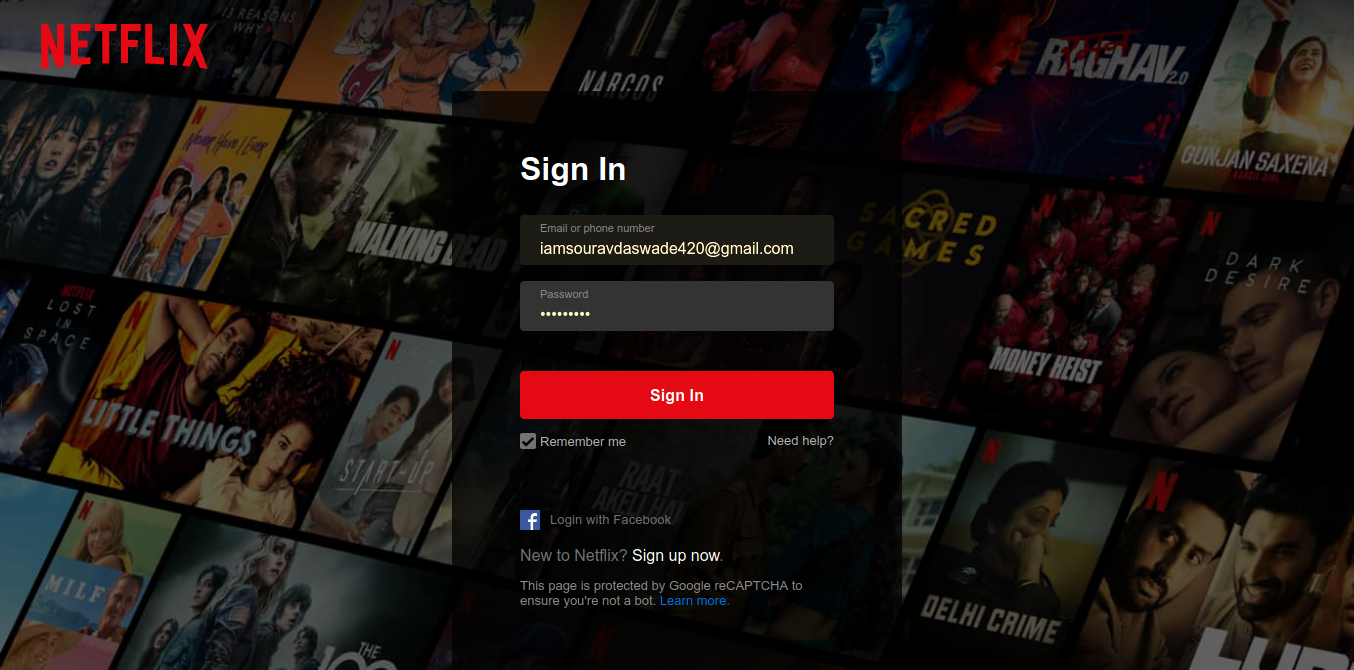 NETFLIX
13 REASONS
WHY
NARCOS
RAGHAV 2.0
Never Have I Ever
THE
WALKING DEAD
GUNJAN SAXENA
THE KARGIL GIRL
Sign In
Email or phone number
iamsouravdaswade420@gmail.com
SACRED
GAMES
DARK
DESIRE
Password
•••••••••
NETFLIX
LOST
IN
SPACE
MONEY HEIST
Sign In
LITTLE THINGS
Remember me
Need help?
START-UP
RAAT
AKELI HAI
Login with Facebook
New to Netflix? Sign up now.
This page is protected by Google reCAPTCHA to
ensure you're not a bot. Learn more.
MILF
DELHI CRIME
THE
100